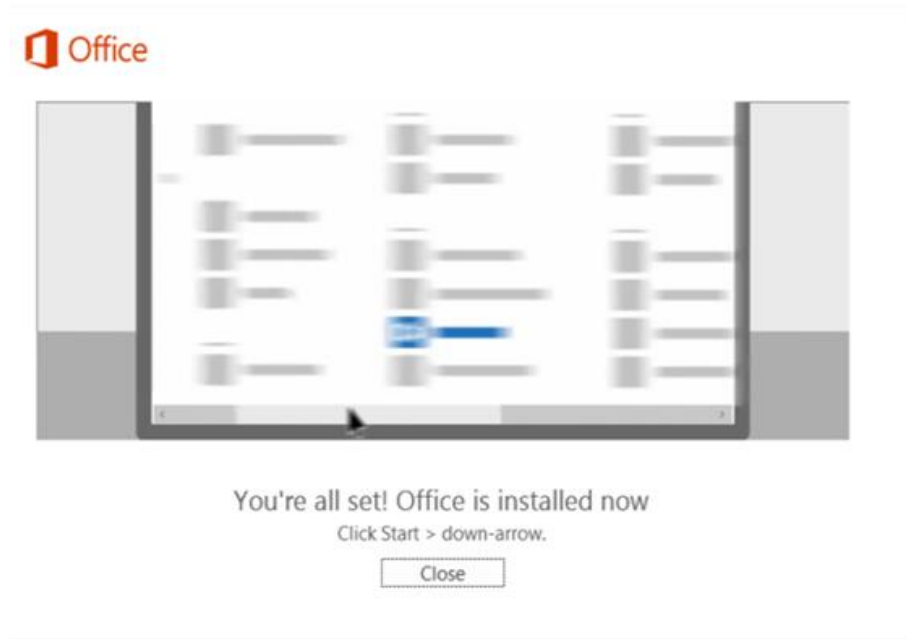 Office
You're all set! Office is installed now
Click Start > down-arrow.
Close